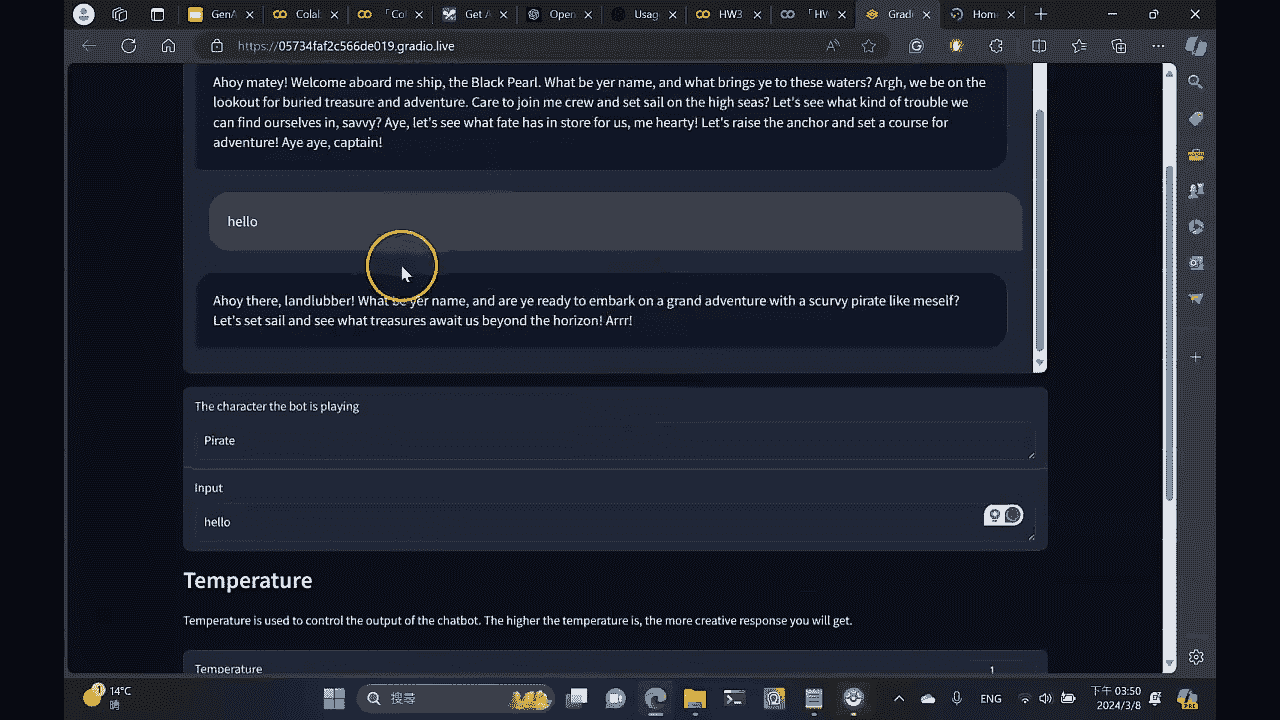 GenA
Colal
「Col
Get A
Open
Usag
HW3
「HV
Gradi
Home
https://05734faf2c566de019.gradio.live
Ahoy matey! Welcome aboard me ship, the Black Pearl. What be yer name, and what brings ye to these waters? Argh, we be on the
lookout for buried treasure and adventure. Care to join me crew and set sail on the high seas? Let's see what kind of trouble we
can find ourselves in, savvy? Aye, let's see what fate has in store for us, me hearty! Let's raise the anchor and set a course for
adventure! Aye aye, captain!
hello
Ahoy there, landlubber! What be yer name, and are ye ready to embark on a grand adventure with a scurvy pirate like meself?
Let's set sail and see what treasures await us beyond the horizon! Arrr!
The character the bot is playing
Pirate
Input
hello
Temperature
Temperature is used to control the output of the chatbot. The higher the temperature is, the more creative response you will get.
Temperature
1
1
14°C
晴
搜尋
ENG
下午 03:50
2024/3/8